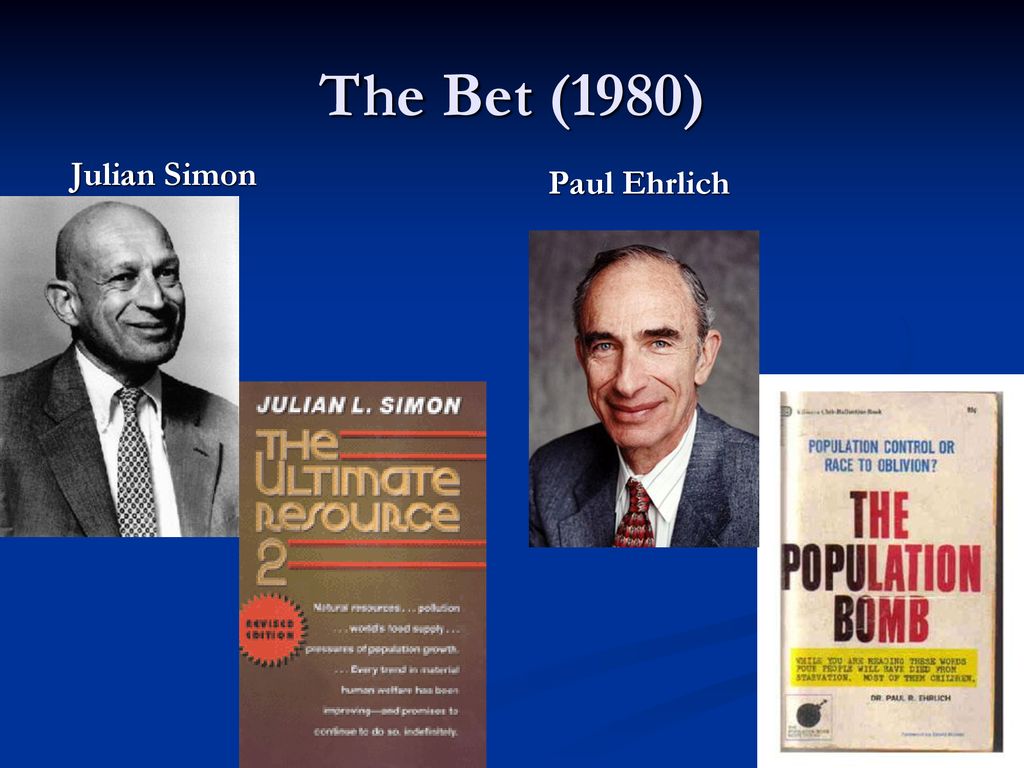 The Bet (1980)
Julian Simon
Paul Ehrlich
JULIAN L. SIMON
THE
ULTIMATE
RESOURCE
2
REVISED
EDITION
Natural resources . . . pollution
. . . world's food supply . . .
pressures of population growth.
. . . Every trend in material
human welfare has been
improving—and promises to
continue to do so, indefinitely.
Ballantine Book
95¢
POPULATION CONTROL OR
RACE TO OBLIVION?
THE
POPULATION
BOMB
WHILE YOU ARE READING THESE WORDS
FOUR PEOPLE WILL HAVE DIED FROM
STARVATION. MOST OF THEM CHILDREN.
DR. PAUL R. EHRLICH